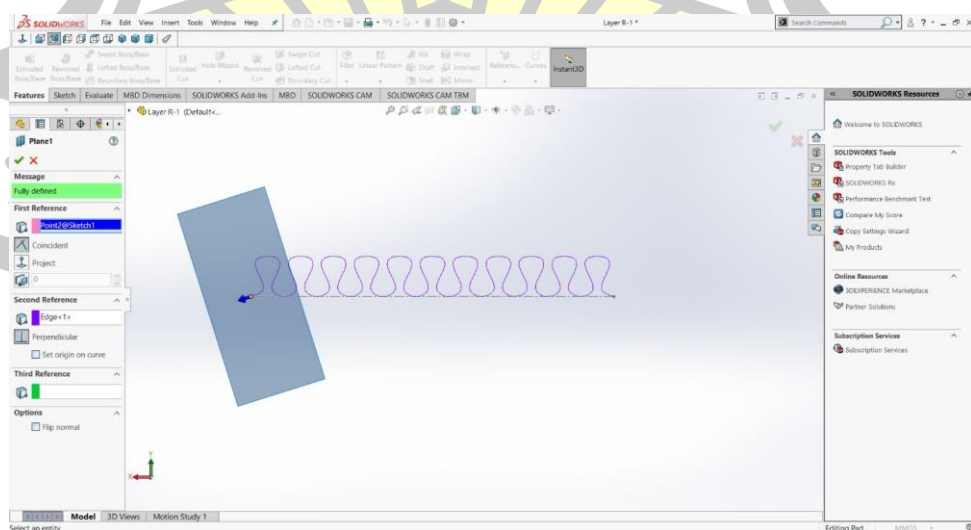 SOLIDWORKS File Edit View Insert Tools Window Help
Layer R-1 *
Search Commands
Extruded Boss/Base
Revolved Boss/Base
Swept Boss/Base
Lofted Boss/Base
Boundary Boss/Base
Extruded Cut
Hole Wizard
Revolved Cut
Swept Cut
Lofted Cut
Boundary Cut
Fillet
Linear Pattern
Rib
Draft
Shell
Wrap
Intersect
Mirror
Curves
Instant3D
Features Sketch Evaluate MBD Dimensions SOLIDWORKS Add-Ins MBD SOLIDWORKS CAM SOLIDWORKS CAM TBM
Layer R-1 (Default<...
Plane1
Message
Fully defined
First Reference
Point2@Sketch1
Coincident
Project
0
Second Reference
Edge<1>
Perpendicular
Set origin on curve
Third Reference
Options
Flip normal
Y
X
Model 3D Views Motion Study 1
Select an entity
Editing Part MMGS
SOLIDWORKS Resources
Welcome to SOLIDWORKS
SOLIDWORKS Tools
Property Tab Builder
SOLIDWORKS Rx
Performance Benchmark Test
Compare My Score
Copy Settings Wizard
My Products
Online Resources
3DEXPERIENCE Marketplace
Partner Solutions
Subscription Services
Subscription Services